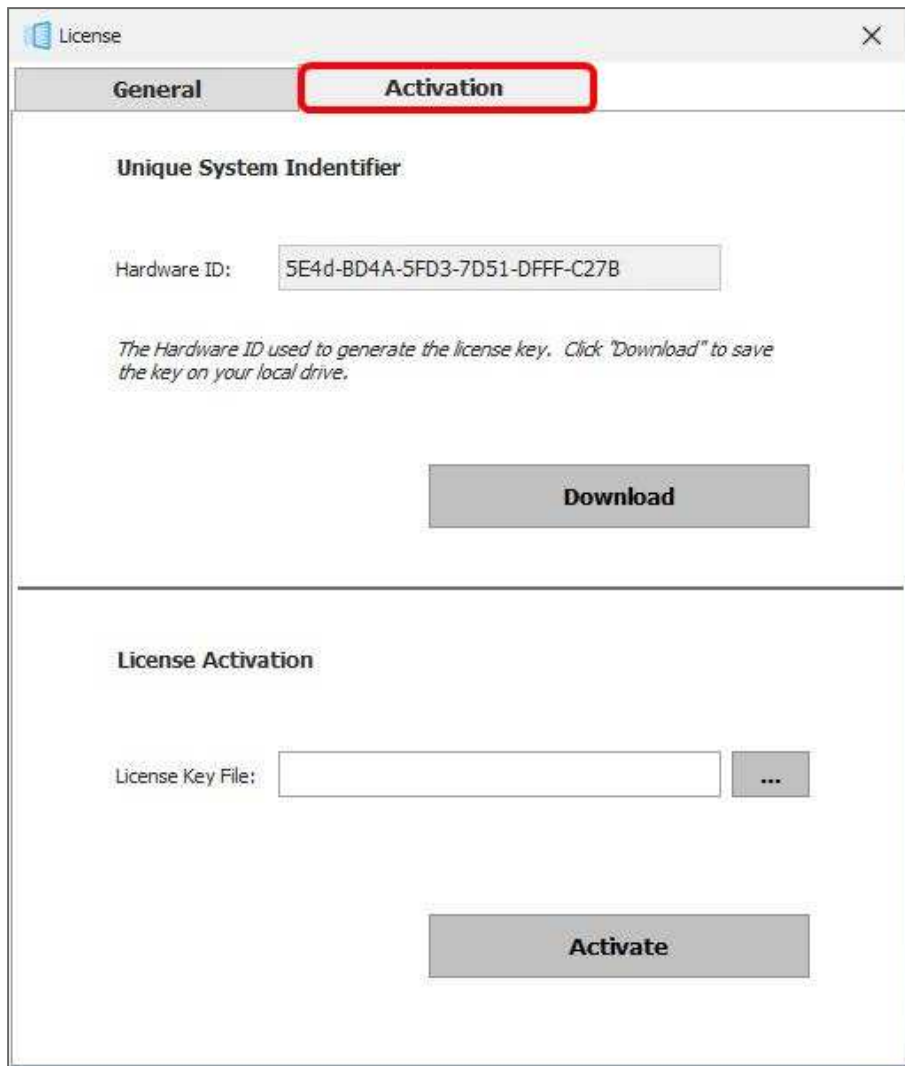 License
General Activation
Unique System Indentifier
Hardware ID: 5E4d-BD4A-5FD3-7D51-DFFF-C27B
The Hardware ID used to generate the license key. Click "Download" to save
the key on your local drive.
Download
License Activation
License Key File: ...
Activate